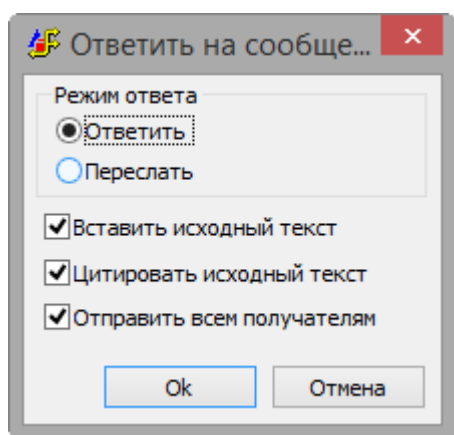 Ответить на сообще...
Режим ответа
Ответить
Переслать
Вставить исходный текст
Цитировать исходный текст
Отправить всем получателям
Ok
Отмена